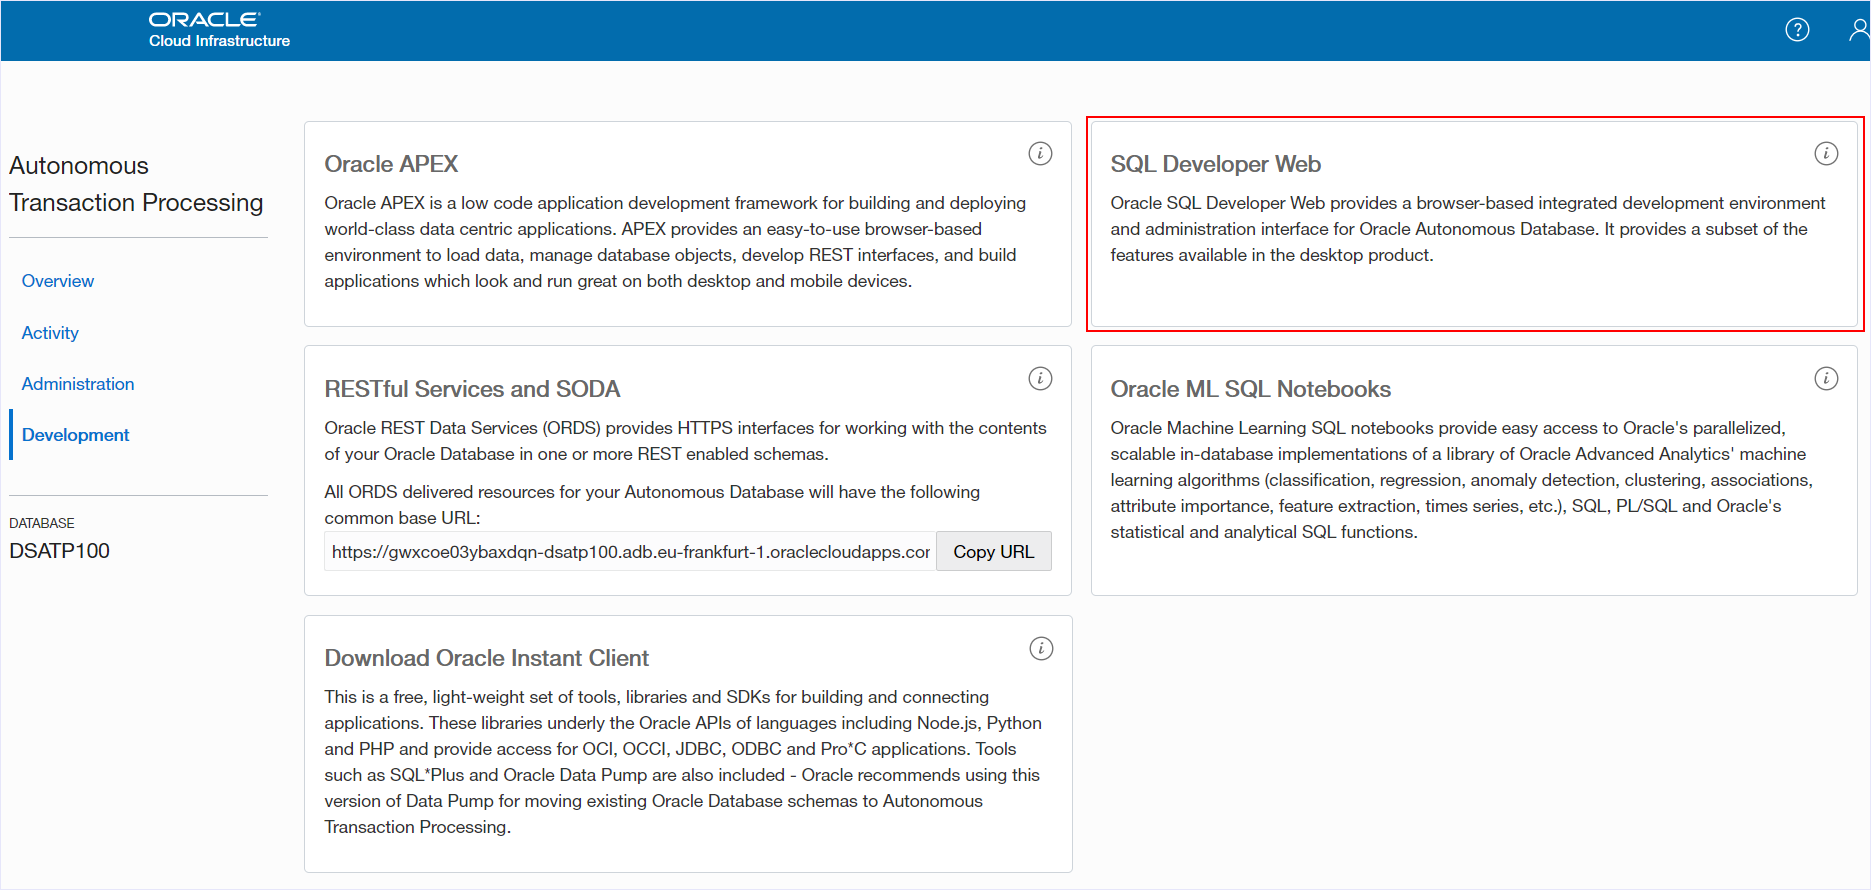 ORACLE
Cloud Infrastructure
Autonomous
Transaction Processing
Overview
Activity
Administration
Development
DATABASE
DSATP100
Oracle APEX
Oracle APEX is a low code application development framework for building and deploying
world-class data centric applications. APEX provides an easy-to-use browser-based
environment to load data, manage database objects, develop REST interfaces, and build
applications which look and run great on both desktop and mobile devices.
SQL Developer Web
Oracle SQL Developer Web provides a browser-based integrated development environment
and administration interface for Oracle Autonomous Database. It provides a subset of the
features available in the desktop product.
RESTful Services and SODA
Oracle REST Data Services (ORDS) provides HTTPS interfaces for working with the contents
of your Oracle Database in one or more REST enabled schemas.
All ORDS delivered resources for your Autonomous Database will have the following
common base URL:
https://gwxcoe03ybaxdqn-dsatp100.adb.eu-frankfurt-1.oraclecloudapps.cor
Copy URL
Oracle ML SQL Notebooks
Oracle Machine Learning SQL notebooks provide easy access to Oracle's parallelized,
scalable in-database implementations of a library of Oracle Advanced Analytics' machine
learning algorithms (classification, regression, anomaly detection, clustering, associations,
attribute importance, feature extraction, times series, etc.), SQL, PL/SQL and Oracle's
statistical and analytical SQL functions.
Download Oracle Instant Client
This is a free, light-weight set of tools, libraries and SDKs for building and connecting
applications. These libraries underly the Oracle APIs of languages including Node.js, Python
and PHP and provide access for OCI, OCCI, JDBC, ODBC and Pro*C applications. Tools
such as SQL*Plus and Oracle Data Pump are also included - Oracle recommends using this
version of Data Pump for moving existing Oracle Database schemas to Autonomous
Transaction Processing.